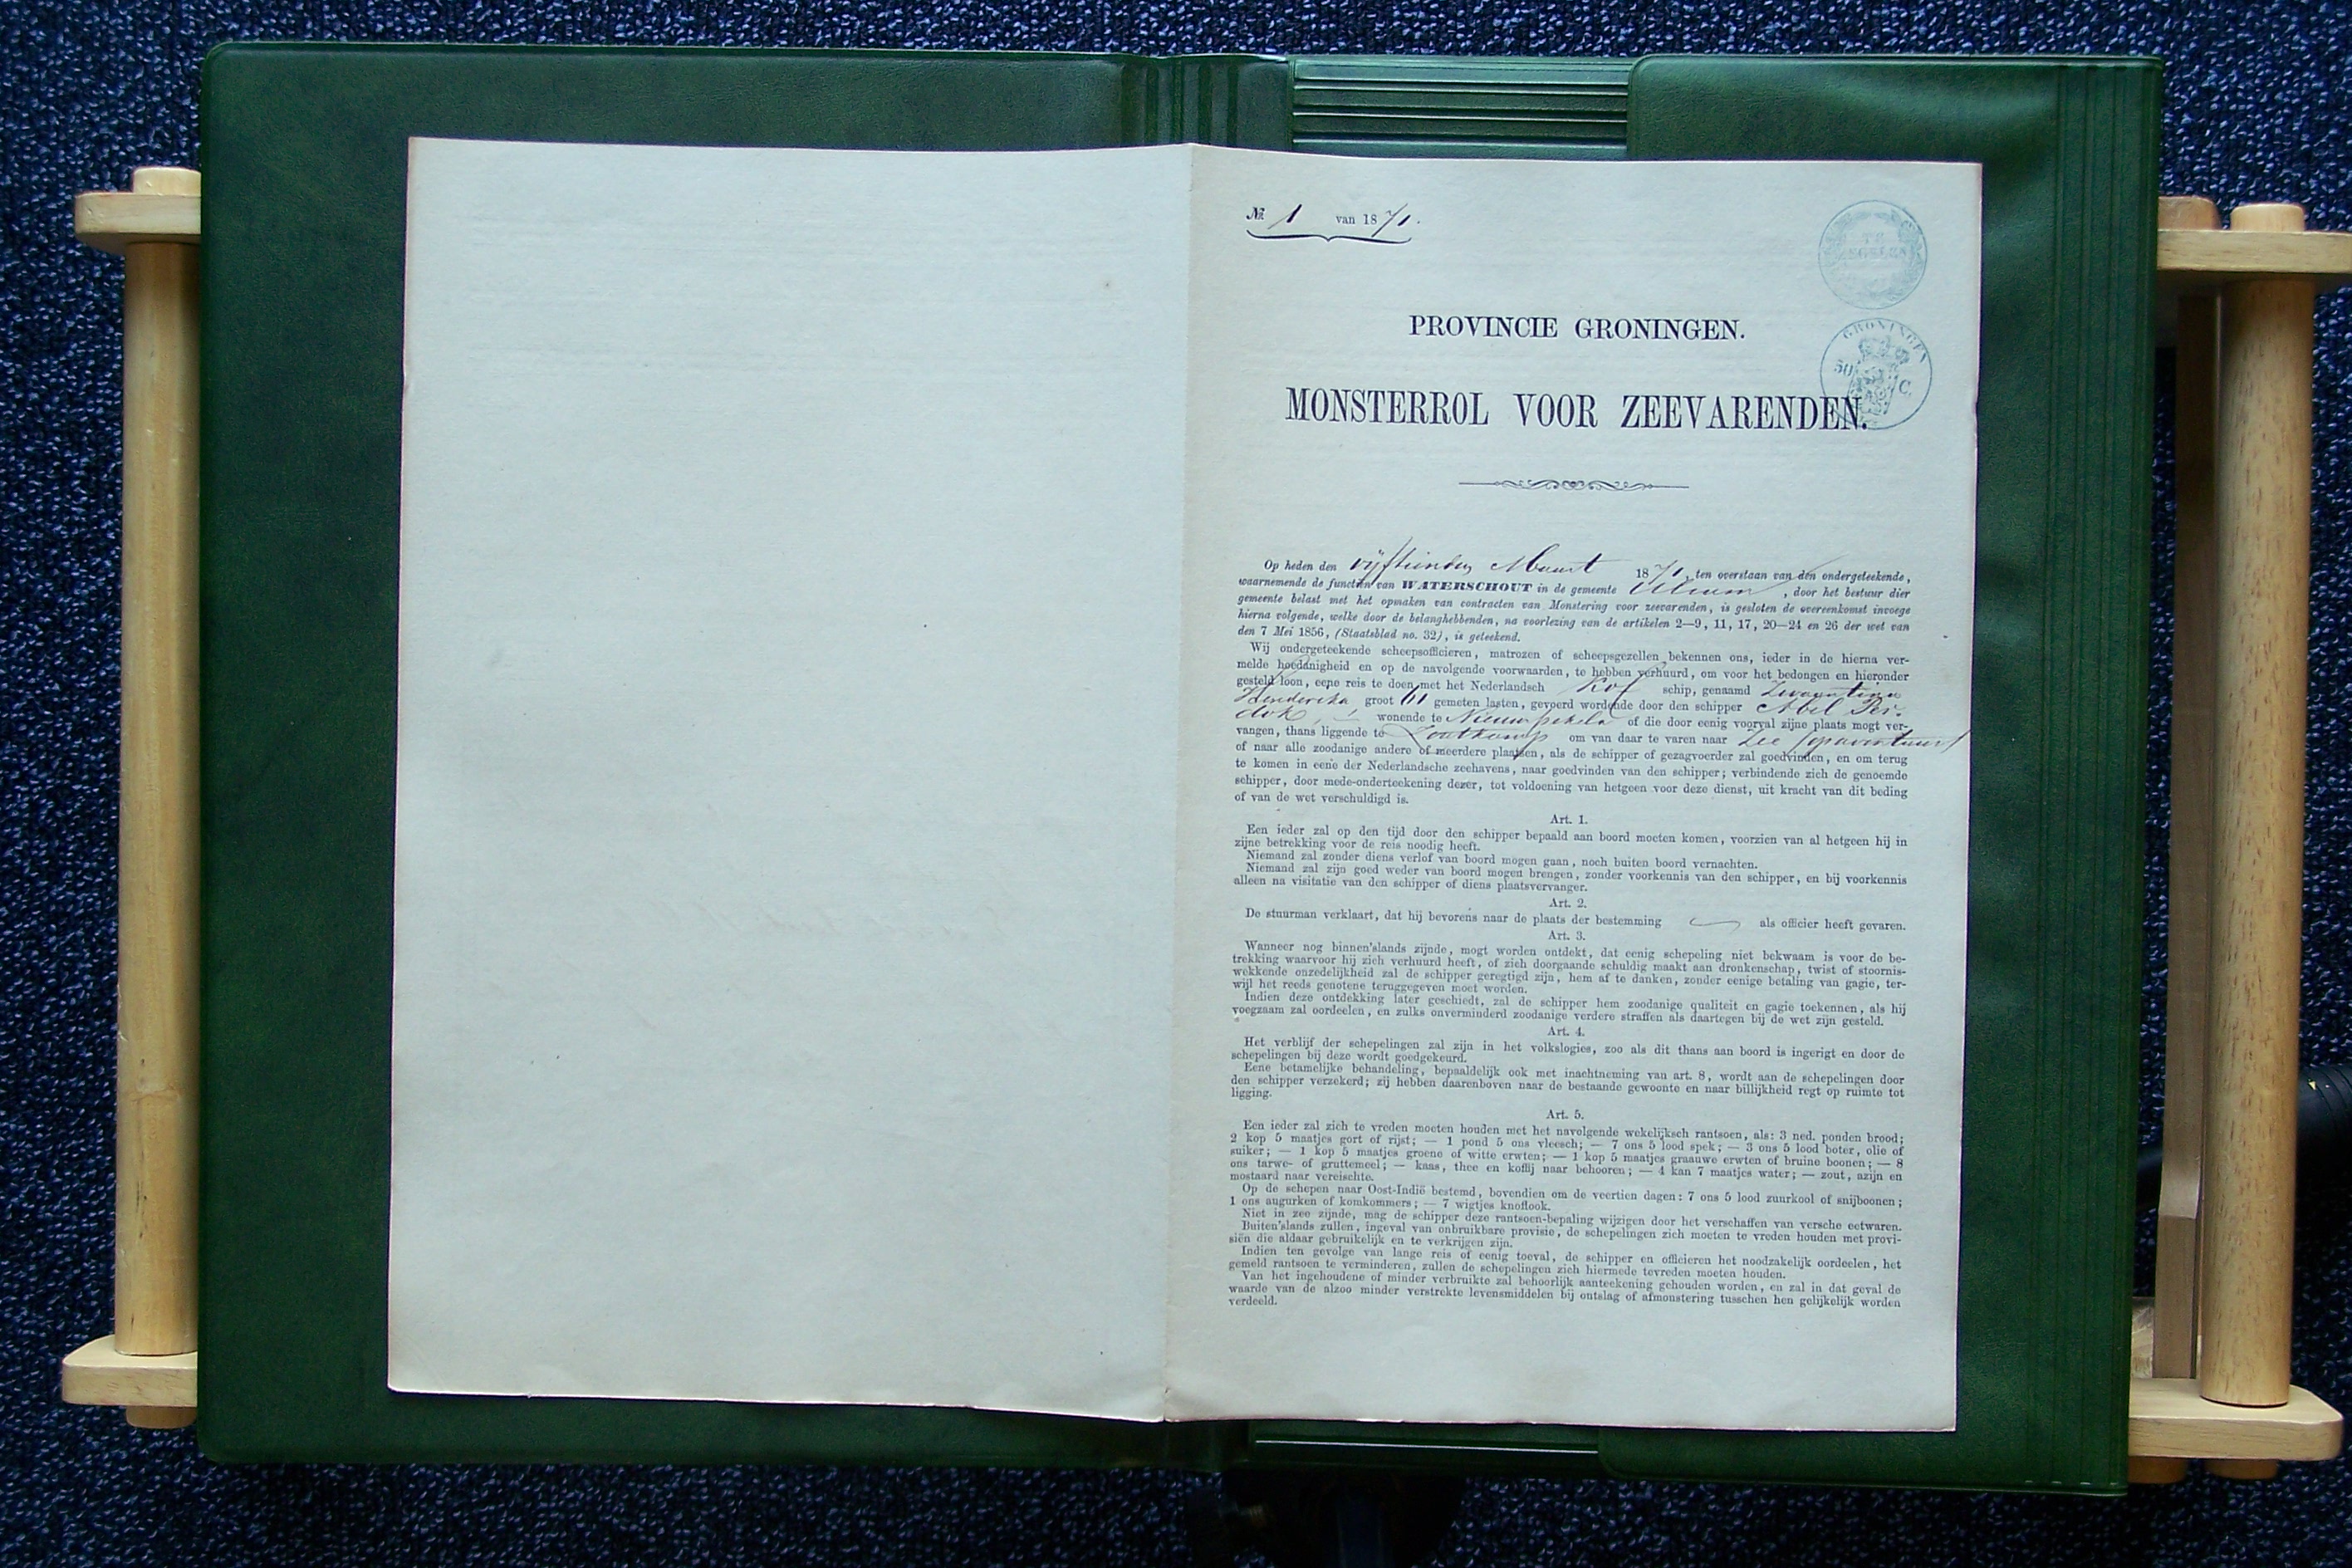 №. 1 van 1871.
TE
ZEGELEN
GRONINGEN
50 C.
PROVINCIE GRONINGEN.
MONSTERROL VOOR ZEEVARENDEN.
Op heden den vijftienden Maart 1871, ten overstaan van den ondergeteekende,
waarnemende de functiën van WATERSCHOUT in de gemeente Ulrum, door het bestuur dier
gemeente belast met het opmaken van contracten van Monstering voor zeevarenden, is gesloten de overeenkomst invoege
hierna volgende, welke door de belanghebbenden, na voorlezing van de artikelen 2—9, 11, 17, 20—24 en 26 der wet van
den 7 Mei 1856, (Staatsblad no. 32), is geteekend.
Wij ondergeteekende scheepsofficieren, matrozen of scheepsgezellen bekennen ons, ieder in de hierna ver-
melde hoedanigheid en op de navolgende voorwaarden, te hebben verhuurd, om voor het bedongen en hieronder
gesteld loon, eene reis te doen met het Nederlandsch Kof schip, genaamd Zwaantina
Henderika groot 61 gemeten lasten, gevoerd wordende door den schipper Abel Per-
dok, — wonende te Nieuwe Pekela of die door eenig voorval zijne plaats mogt ver-
vangen, thans liggende te Zoutkamp om van daar te varen naar Zee (opavontuur)
of naar alle zoodanige andere of meerdere plaatsen, als de schipper of gezagvoerder zal goedvinden, en om terug
te komen in eene der Nederlandsche zeehavens, naar goedvinden van den schipper; verbindende zich de genoemde
schipper, door mede-onderteekening dezer, tot voldoening van hetgeen voor deze dienst, uit kracht van dit beding
of van de wet verschuldigd is.
Art. 1.
Een ieder zal op den tijd door den schipper bepaald aan boord moeten komen, voorzien van al hetgeen hij in
zijne betrekking voor de reis noodig heeft.
Niemand zal zonder diens verlof van boord mogen gaan, noch buiten boord vernachten.
Niemand zal zijn goed weder van boord mogen brengen, zonder voorkennis van den schipper, en bij voorkennis
alleen na visitatie van den schipper of diens plaatsvervanger.
Art. 2.
De stuurman verklaart, dat hij bevorens naar de plaats der bestemming — als officier heeft gevaren.
Art. 3.
Wanneer nog binnen'slands zijnde, mogt worden ontdekt, dat eenig schepeling niet bekwaam is voor de be-
trekking waarvoor hij zich verhuurd heeft, of zich doorgaande schuldig maakt aan dronkenschap, twist of stoornis-
wekkende onzedelijkheid zal de schipper geregtigd zijn, hem af te danken, zonder eenige betaling van gagie, ter-
wijl het reeds genotene teruggegeven moet worden.
Indien deze ontdekking later geschiedt, zal de schipper hem zoodanige qualiteit en gagie toekennen, als hij
voegzaam zal oordeelen, en zulks onverminderd zoodanige verdere straffen als daartegen bij de wet zijn gesteld.
Art. 4.
Het verblijf der schepelingen zal zijn in het volkslogies, zoo als dit thans aan boord is ingerigt en door de
schepelingen bij deze wordt goedgekeurd.
Eene betamelijke behandeling, bepaaldelijk ook met inachtneming van art. 8, wordt aan de schepelingen door
den schipper verzekerd; zij hebben daarenboven naar de bestaande gewoonte en naar billijkheid regt op ruimte tot
ligging.
Art. 5.
Een ieder zal zich te vreden moeten houden met het navolgende wekelijksch rantsoen, als: 3 ned. ponden brood;
2 kop 5 maatjes gort of rijst; — 1 pond 5 ons vleesch; — 7 ons 5 lood spek; — 3 ons 5 lood boter, olie of
suiker; — 1 kop 5 maatjes groene of witte erwten; — 1 kop 5 maatjes graauwe erwten of bruine boonen; — 8
ons tarwe- of gruttemeel; — kaas, thee en koffij naar behooren; — 4 kan 7 maatjes water; — zout, azijn en
mostaard naar vereischte.
Op de schepen naar Oost-Indië bestemd, bovendien om de veertien dagen: 7 ons 5 lood zuurkool of snijboonen;
1 ons augurken of komkommers; — 7 wigtjes knoflook.
Niet in zee zijnde, mag de schipper deze rantsoen-bepaling wijzigen door het verschaffen van versche eetwaren.
Buiten'slands zullen, ingeval van onbruikbare provisie, de schepelingen zich moeten te vreden houden met provi-
siën die aldaar gebruikelijk en te verkrijgen zijn.
Indien ten gevolge van lange reis of eenig toeval, de schipper en officieren het noodzakelijk oordeelen, het
gemeld rantsoen te verminderen, zullen de schepelingen zich hiermede tevreden moeten houden.
Van het ingehoudene of minder verbruikte zal behoorlijk aanteekening gehouden worden, en zal in dat geval de
waarde van de alzoo minder verstrekte levensmiddelen bij ontslag of afmonstering tusschen hen gelijkelijk worden
verdeeld.